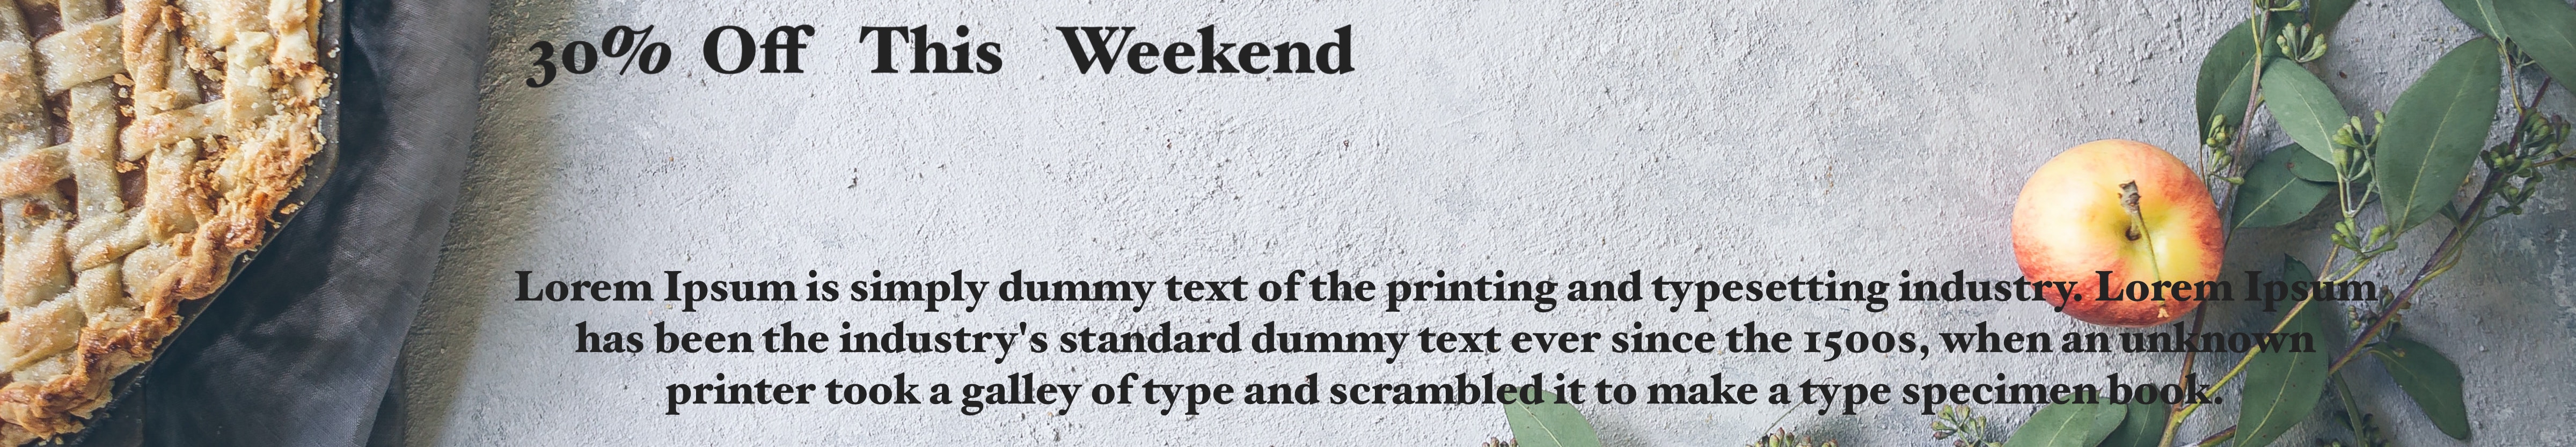 30% Off This Weekend
Lorem Ipsum is simply dummy text of the printing and typesetting industry. Lorem Ipsum
has been the industry's standard dummy text ever since the 1500s, when an unknown
printer took a galley of type and scrambled it to make a type specimen book.